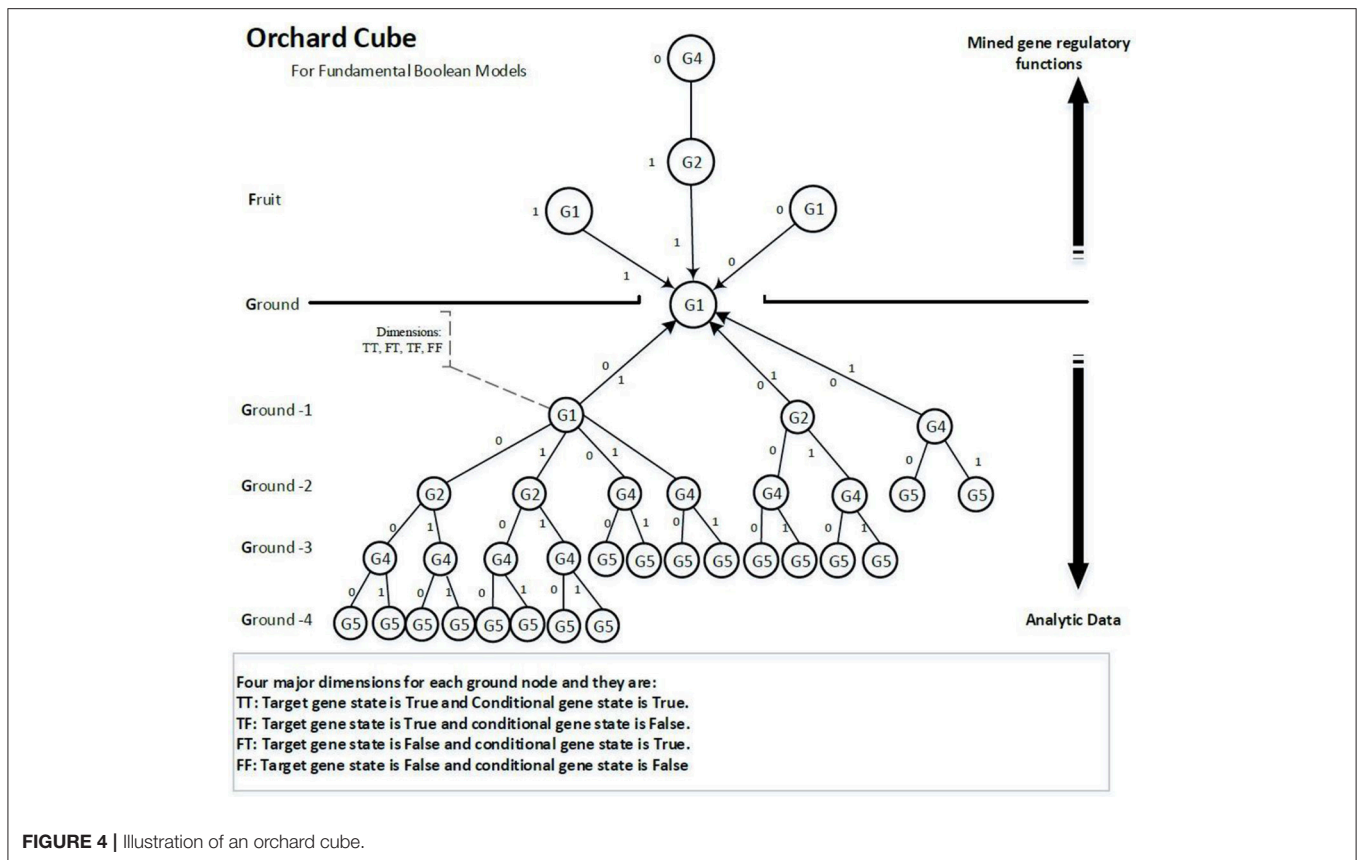 Orchard Cube
For Fundamental Boolean Models
Mined gene regulatory
functions
0 G4
1 G2
Fruit
1 G1
0 G1
1
1
0
Ground
G1
Dimensions:
TT, FT, TF, FF
0
1
0
1
0
1
Ground -1
G1
G2
G4
0
1
0
1
0
1
0
1
Ground -2
G2
G2
G4
G4
G4
G4
G5
G5
0
1
0
1
0
1
0
1
0
1
0
1
Ground -3
G4
G4
G4
G4
G5
G5
G5
G5
G5
G5
G5
G5
0
1
0
1
0
1
0
1
Ground -4
G5
G5
G5
G5
G5
G5
G5
G5
Analytic Data
Four major dimensions for each ground node and they are:
TT: Target gene state is True and Conditional gene state is True.
TF: Target gene state is True and conditional gene state is False.
FT: Target gene state is False and conditional gene state is True.
FF: Target gene state is False and conditional gene state is False
FIGURE 4 | Illustration of an orchard cube.